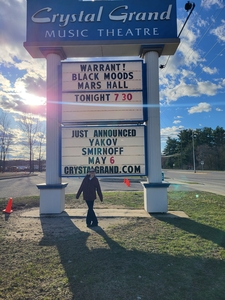 Crystal Grand
MUSIC THEATRE
WARRANT!
BLACK MOODS
MARS HALL
TONIGHT 7 30
JUST ANNOUNCED
YAKOV
SMIRNOFF
MAY 6
CRYSTALGRAND.COM